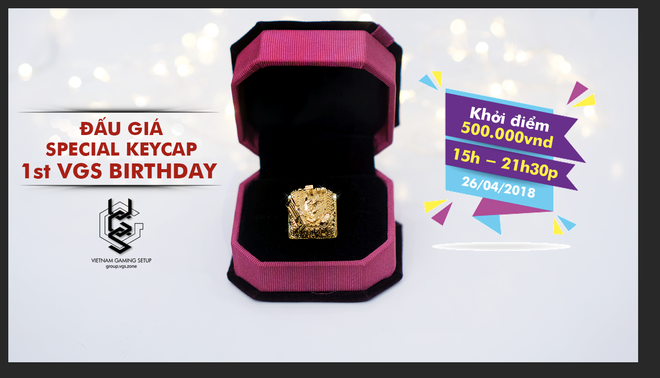 ĐẤU GIÁ
SPECIAL KEYCAP
1st VGS BIRTHDAY
VIETNAM GAMING SETUP
group.vgs.zone
Khởi điểm
500.000vnđ
15h – 21h30p
26/04/2018